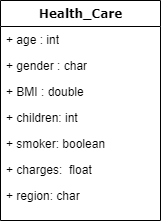 Health_Care
+ age : int
+ gender : char
+ BMI : double
+ children: int
+ smoker: boolean
+ charges:  float
+ region: char